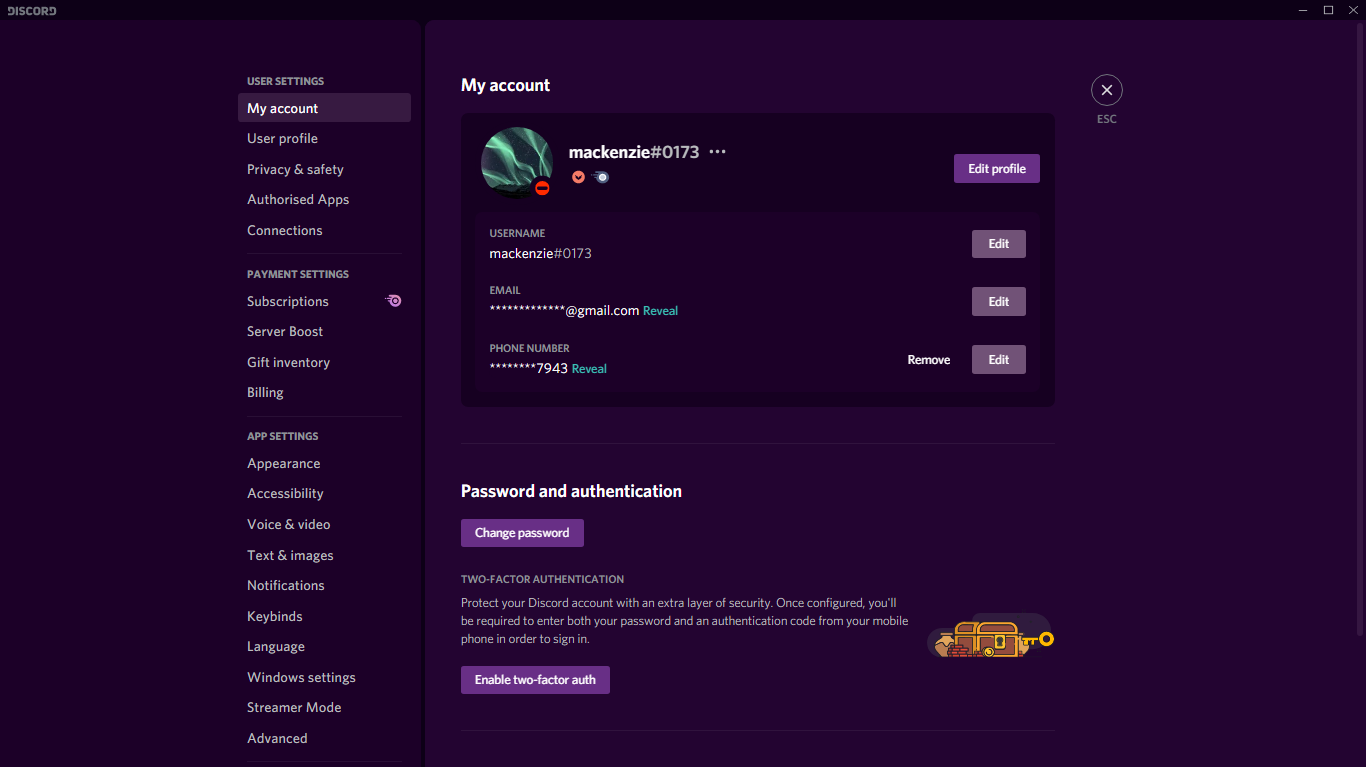 DISCORD
USER SETTINGS
My account
User profile
Privacy & safety
Authorised Apps
Connections
PAYMENT SETTINGS
Subscriptions
Server Boost
Gift inventory
Billing
APP SETTINGS
Appearance
Accessibility
Voice & video
Text & images
Notifications
Keybinds
Language
Windows settings
Streamer Mode
Advanced
My account
ESC
mackenzie#0173
Edit profile
USERNAME
mackenzie#0173
Edit
EMAIL
*************@gmail.com Reveal
Edit
PHONE NUMBER
********7943 Reveal
Remove
Edit
Password and authentication
Change password
TWO-FACTOR AUTHENTICATION
Protect your Discord account with an extra layer of security. Once configured, you'll
be required to enter both your password and an authentication code from your mobile
phone in order to sign in.
Enable two-factor auth